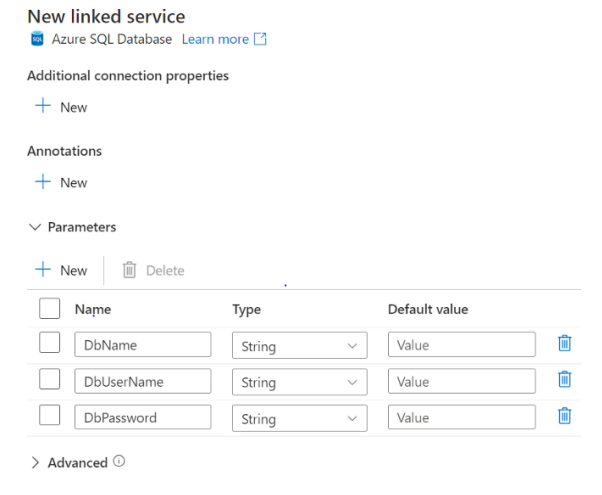 New linked service
SQL Azure SQL Database Learn more
Additional connection properties
+ New
Annotations
+ New
Parameters
+ New Delete
Name Type Default value
DbName String Value
DbUserName String Value
DbPassword String Value
Advanced